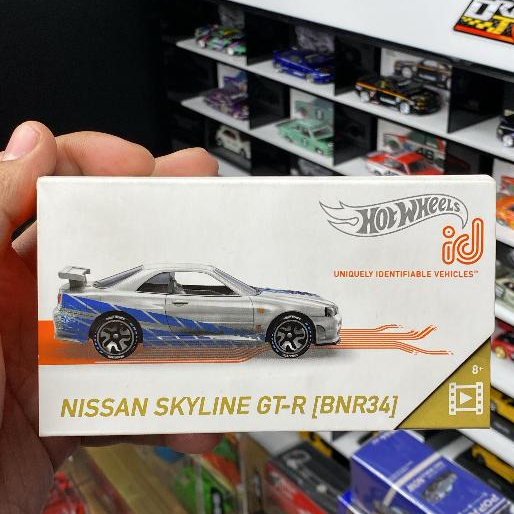 HOT WHEELS
id
UNIQUELY IDENTIFIABLE VEHICLES™
8+
NISSAN SKYLINE GT-R [BNR34]